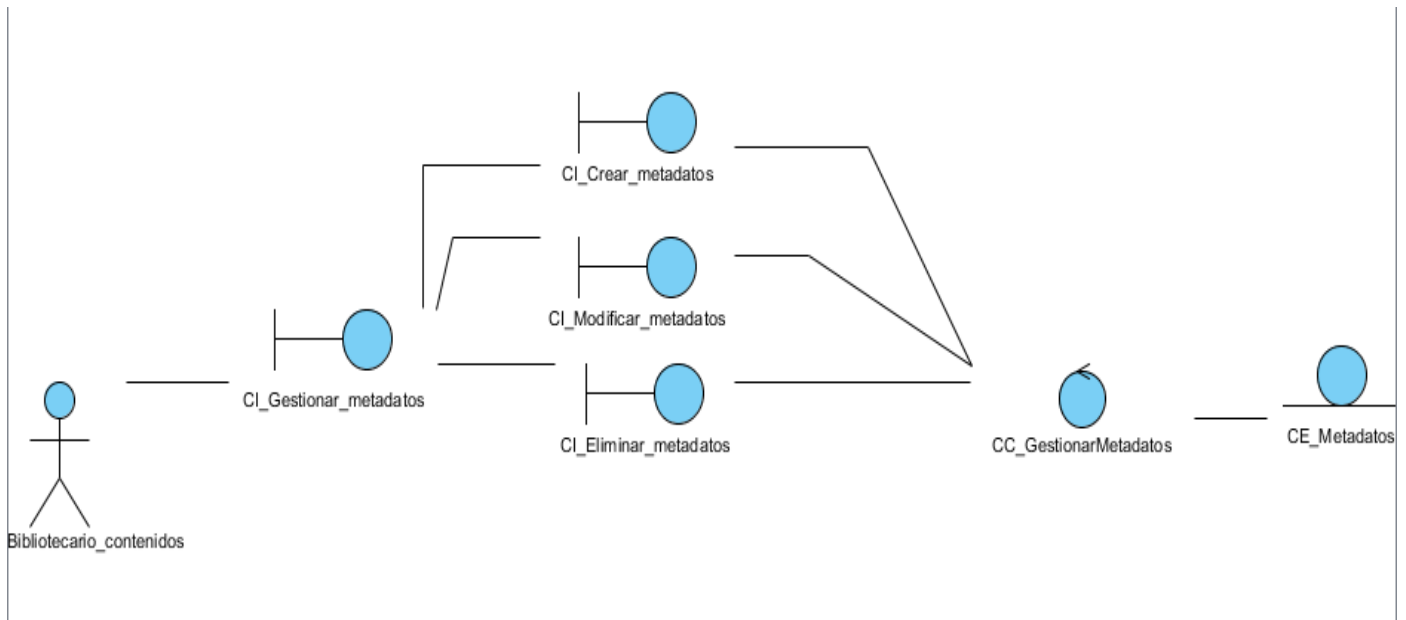 CI_Crear_metadatos
CI_Modificar_metadatos
CI_Gestionar_metadatos
CI_Eliminar_metadatos
CC_GestionarMetadatos
CE_Metadatos
Bibliotecario_contenidos